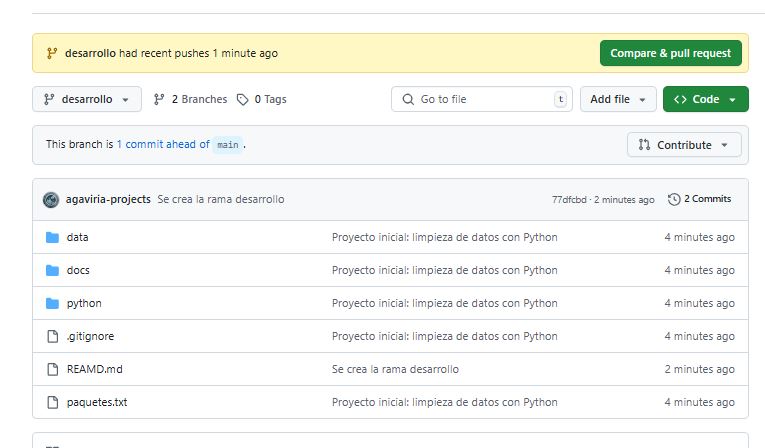 desarrollo had recent pushes 1 minute ago Compare & pull request
desarrollo 2 Branches 0 Tags Go to file t Add file Code
This branch is 1 commit ahead of main . Contribute
agaviria-projects Se crea la rama desarrollo 77dfcbd · 2 minutes ago 2 Commits
data Proyecto inicial: limpieza de datos con Python 4 minutes ago
docs Proyecto inicial: limpieza de datos con Python 4 minutes ago
python Proyecto inicial: limpieza de datos con Python 4 minutes ago
.gitignore Proyecto inicial: limpieza de datos con Python 4 minutes ago
REAMD.md Se crea la rama desarrollo 2 minutes ago
paquetes.txt Proyecto inicial: limpieza de datos con Python 4 minutes ago